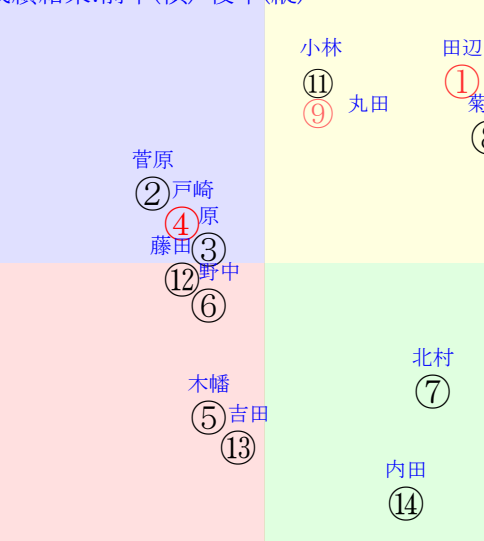 小林
田辺
⑪
①
⑨
丸田
菅原
②
戸崎
④
原
藤田
③
⑫
野中
⑥
北村
木幡
⑦
⑤
吉田
⑬
内田
⑭